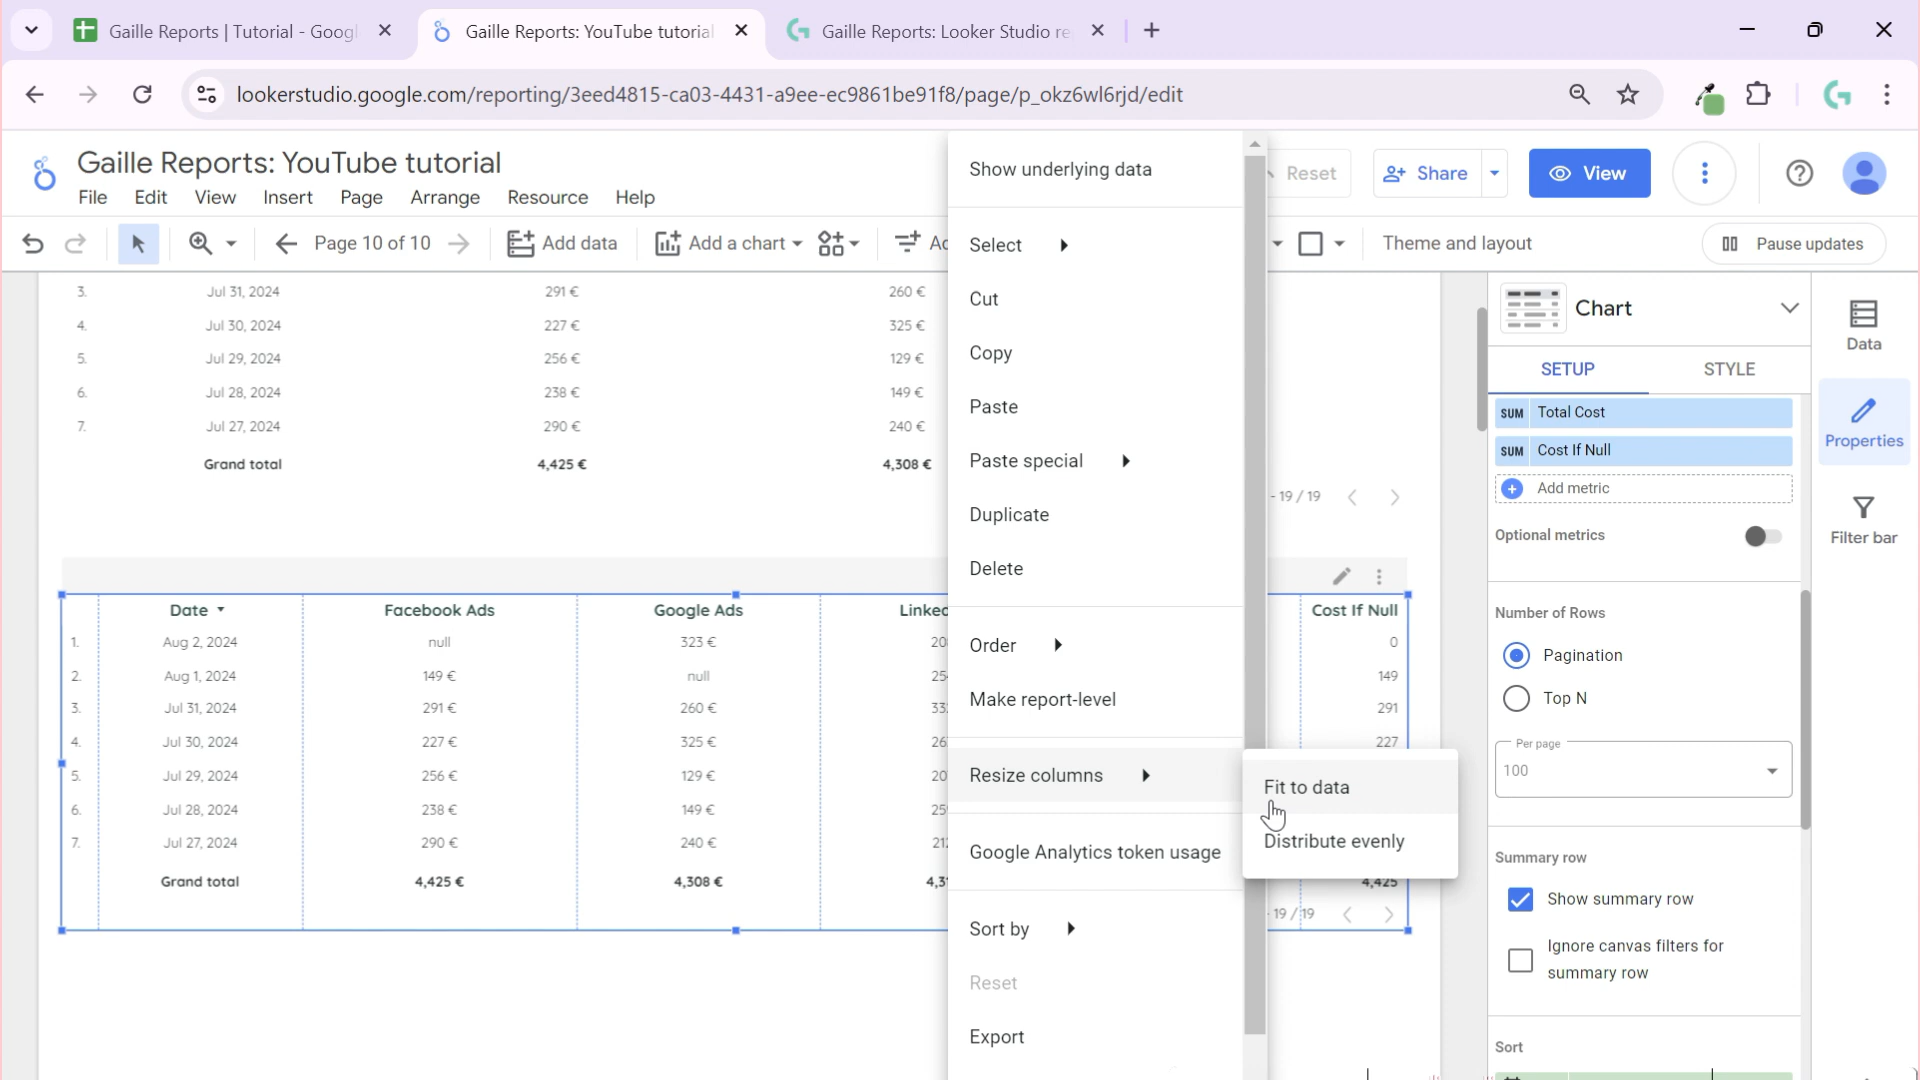 Gaille Reports | Tutorial - Googl
Gaille Reports: YouTube tutorial
Gaille Reports: Looker Studio re
lookerstudio.google.com/reporting/3eed4815-ca03-4431-a9ee-ec9861be91f8/page/p_okz6wl6rjd/edit
Gaille Reports: YouTube tutorial
File Edit View Insert Page Arrange Resource Help
Reset Share View
Page 10 of 10 Add data Add a chart Theme and layout Pause updates
3. Jul 31, 2024 291 € 260 €
4. Jul 30, 2024 227 € 325 €
5. Jul 29, 2024 256 € 129 €
6. Jul 28, 2024 238 € 149 €
7. Jul 27, 2024 290 € 240 €
Grand total 4,425 € 4,308 €
- 19 / 19
Date Facebook Ads Google Ads Linked Cost If Null
1. Aug 2, 2024 null 323 € 20 0
2. Aug 1, 2024 149 € null 25 149
3. Jul 31, 2024 291 € 260 € 33 291
4. Jul 30, 2024 227 € 325 € 26 227
5. Jul 29, 2024 256 € 129 € 20
6. Jul 28, 2024 238 € 149 € 25
7. Jul 27, 2024 290 € 240 € 21
Grand total 4,425 € 4,308 € 4,3 4,425
- 19 / 19
Show underlying data
Select
Cut
Copy
Paste
Paste special
Duplicate
Delete
Order
Make report-level
Resize columns
Google Analytics token usage
Sort by
Reset
Export
Fit to data
Distribute evenly
Chart
SETUP STYLE
SUM Total Cost
SUM Cost If Null
Add metric
Optional metrics
Number of Rows
Pagination
Top N
Per page
100
Summary row
Show summary row
Ignore canvas filters for
summary row
Sort
Data
Properties
Filter bar